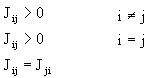 J_ij > 0 i ≠ j
J_ij > 0 i = j
J_ij = J_ji